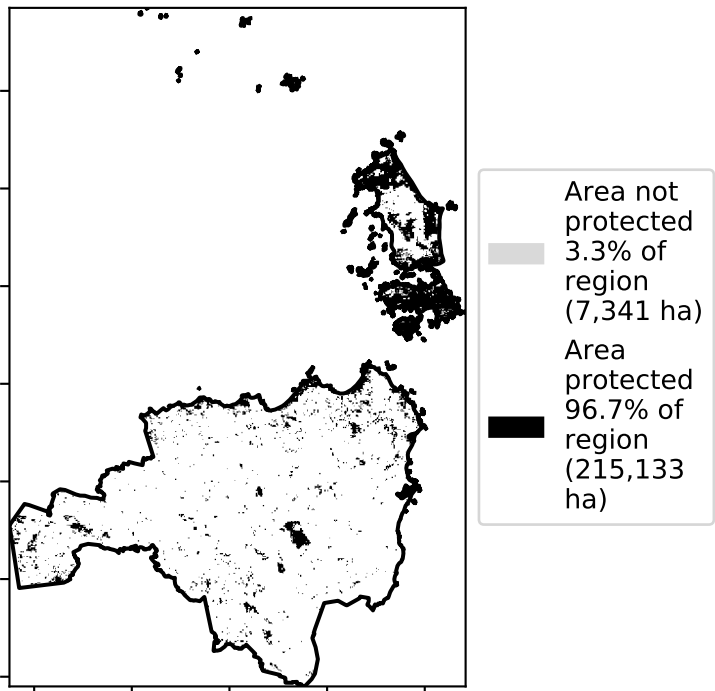 Area not
protected
3.3% of
region
(7,341 ha)
Area
protected
96.7% of
region
(215,133
ha)